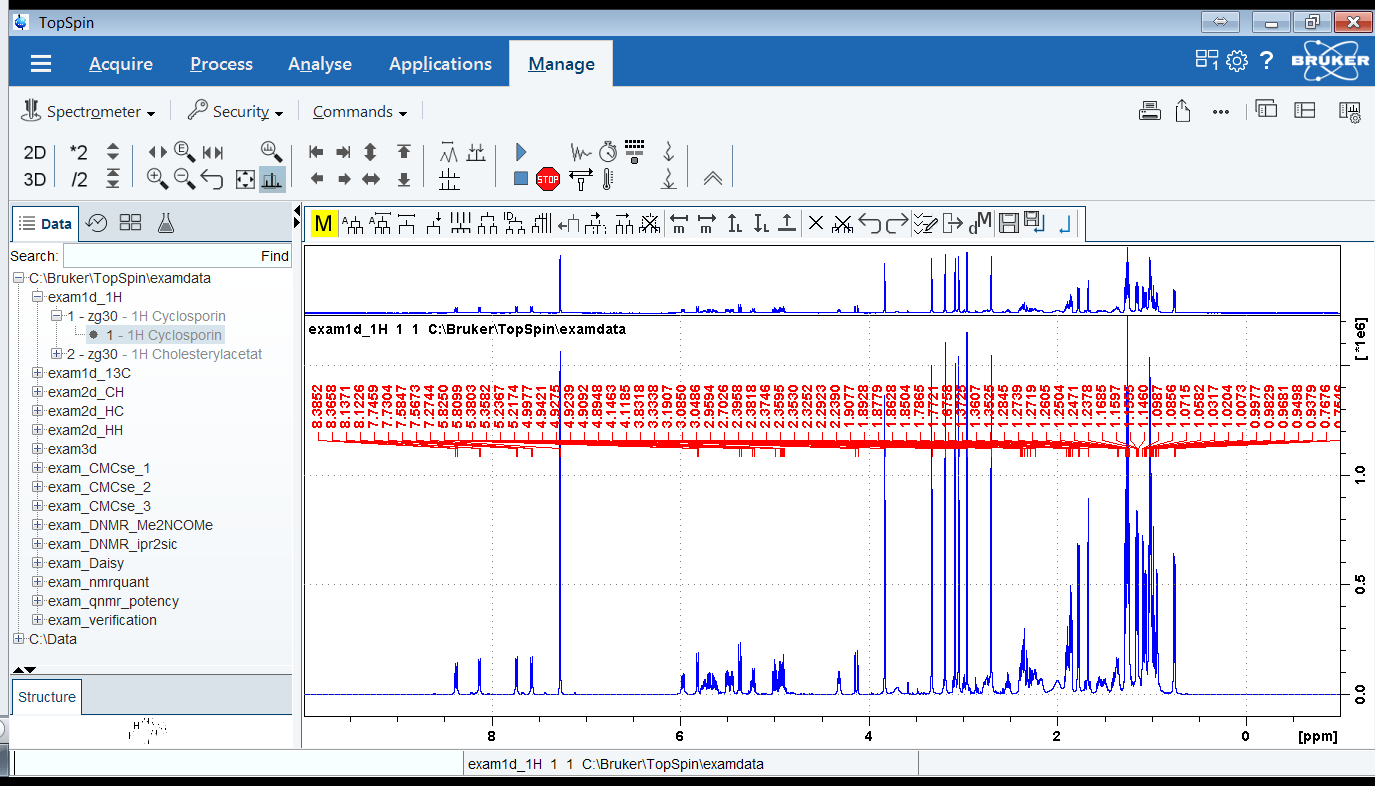 TopSpin
Acquire Process Analyse Applications Manage
1 ? BRUKER
Spectrometer Security Commands
2D *2
3D /2
STOP
Data
M
dM
Search: Find
C:\Bruker\TopSpin\examdata
exam1d_1H
1 - zg30 - 1H Cyclosporin
1 - 1H Cyclosporin
2 - zg30 - 1H Cholesterylacetat
exam1d_13C
exam2d_CH
exam2d_HC
exam2d_HH
exam3d
exam_CMCse_1
exam_CMCse_2
exam_CMCse_3
exam_DNMR_Me2NCOMe
exam_DNMR_ipr2sic
exam_Daisy
exam_nmrquant
exam_qnmr_potency
exam_verification
C:\Data
Structure
exam1d_1H 1 1 C:\Bruker\TopSpin\examdata
8.3852
8.3658
8.1371
8.1226
7.7459
7.7304
7.5847
7.5673
7.2744
5.8250
5.8099
5.3803
5.3582
5.2367
5.2174
4.9977
4.9421
4.9275
4.9239
4.9092
4.8948
4.1463
4.1185
3.8318
3.3338
3.1907
3.0850
3.0486
2.9594
2.7026
2.3958
2.3818
2.3746
2.3595
2.3530
2.3252
2.2923
2.2390
1.9077
1.8928
1.8779
1.8628
1.8504
1.7865
1.7721
1.6758
1.3725
1.3607
1.3525
1.2845
1.2739
1.2719
1.2605
1.2504
1.2471
1.2378
1.1685
1.1597
1.1460
1.0856
1.0715
1.0582
1.0317
1.0204
1.0073
0.9977
0.9829
0.9681
0.9498
0.9379
0.7676
[*1e6]
1.0
0.5
0.0
8 6 4 2 0 [ppm]
exam1d_1H 1 1 C:\Bruker\TopSpin\examdata